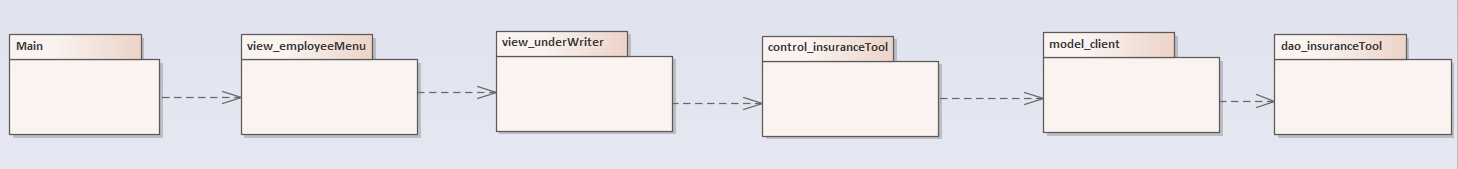 Main
view_employeeMenu
view_underWriter
control_insuranceTool
model_client
dao_insuranceTool